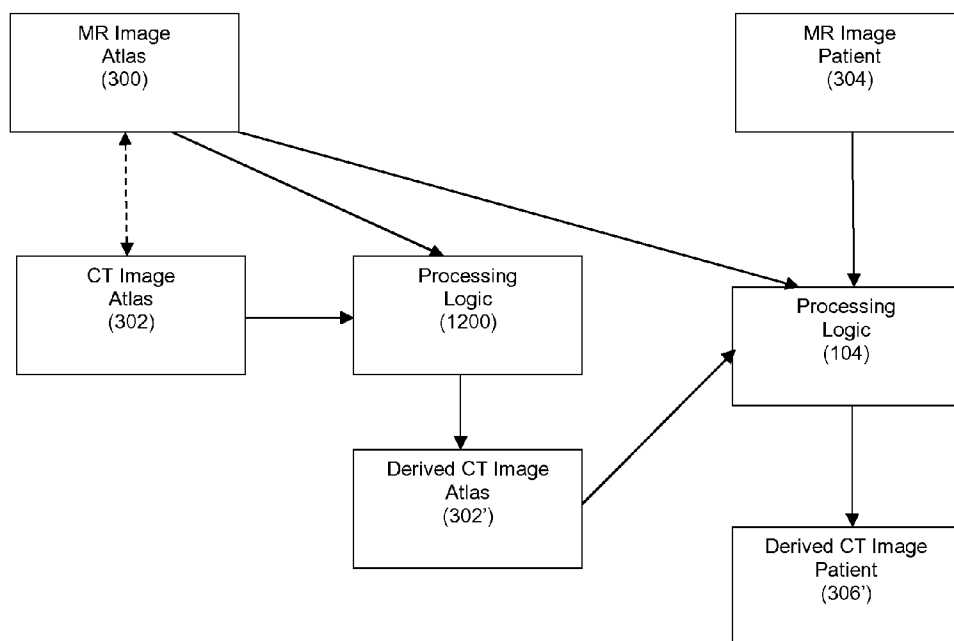 MR Image
Atlas
(300)
MR Image
Patient
(304)
CT Image
Atlas
(302)
Processing
Logic
(1200)
Processing
Logic
(104)
Derived CT Image
Atlas
(302’)
Derived CT Image
Patient
(306’)